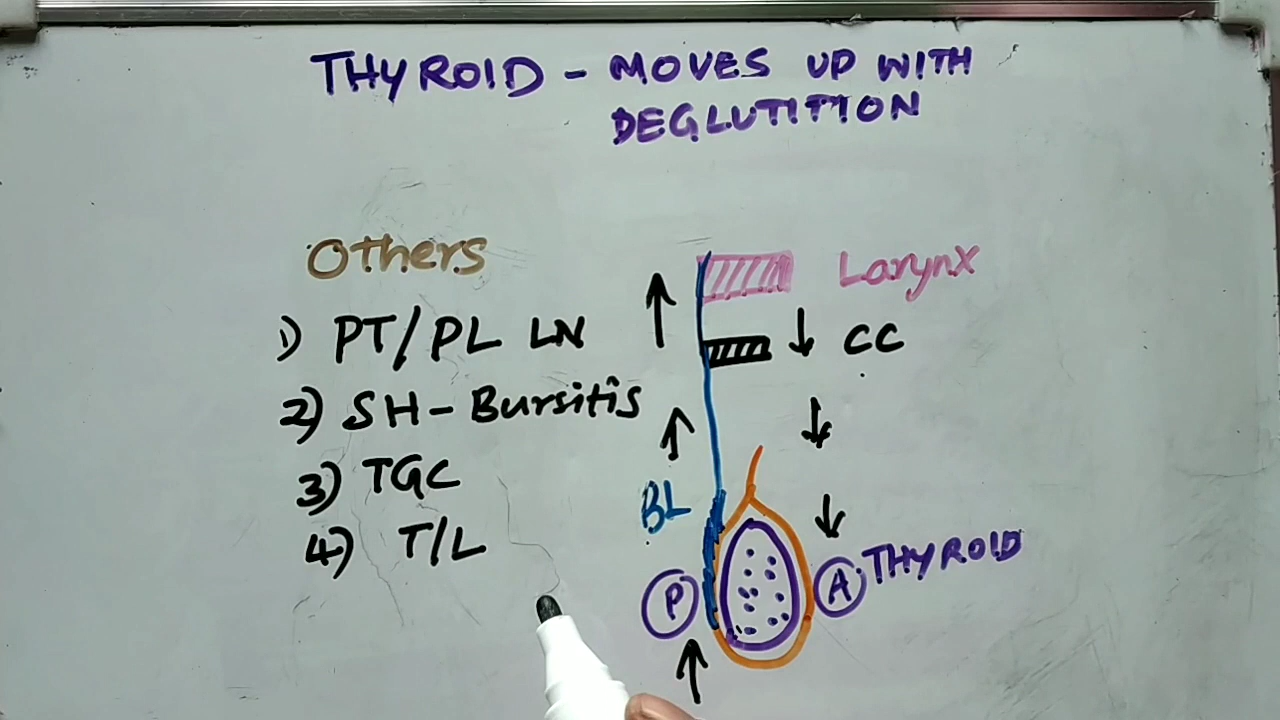 THYROID - MOVES UP WITH
DEGLUTITION
Others
1) PT/PL LN
2) SH - Bursitis
3) TGC
4) T/L
Larynx
CC
BL
THYROID
P
A